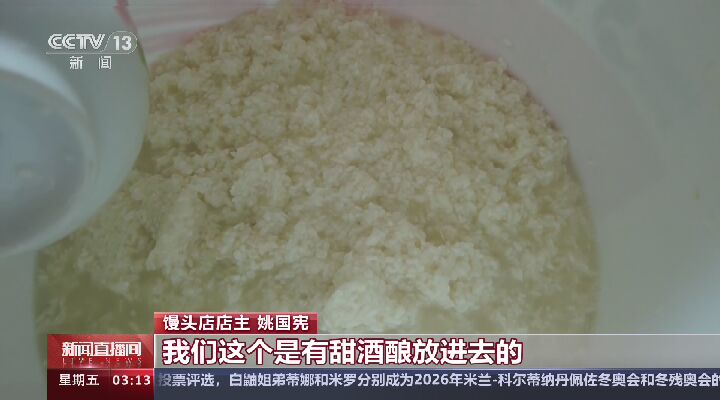 CCTV 13
新闻
馒头店店主 姚国宪
新闻直播间
LIVE NEWS
我们这个是有甜酒酿放进去的
星期五 03:13 投票评选，白鼬姐弟蒂娜和米罗分别成为2026年米兰-科尔蒂纳丹佩佐冬奥会和冬残奥会的